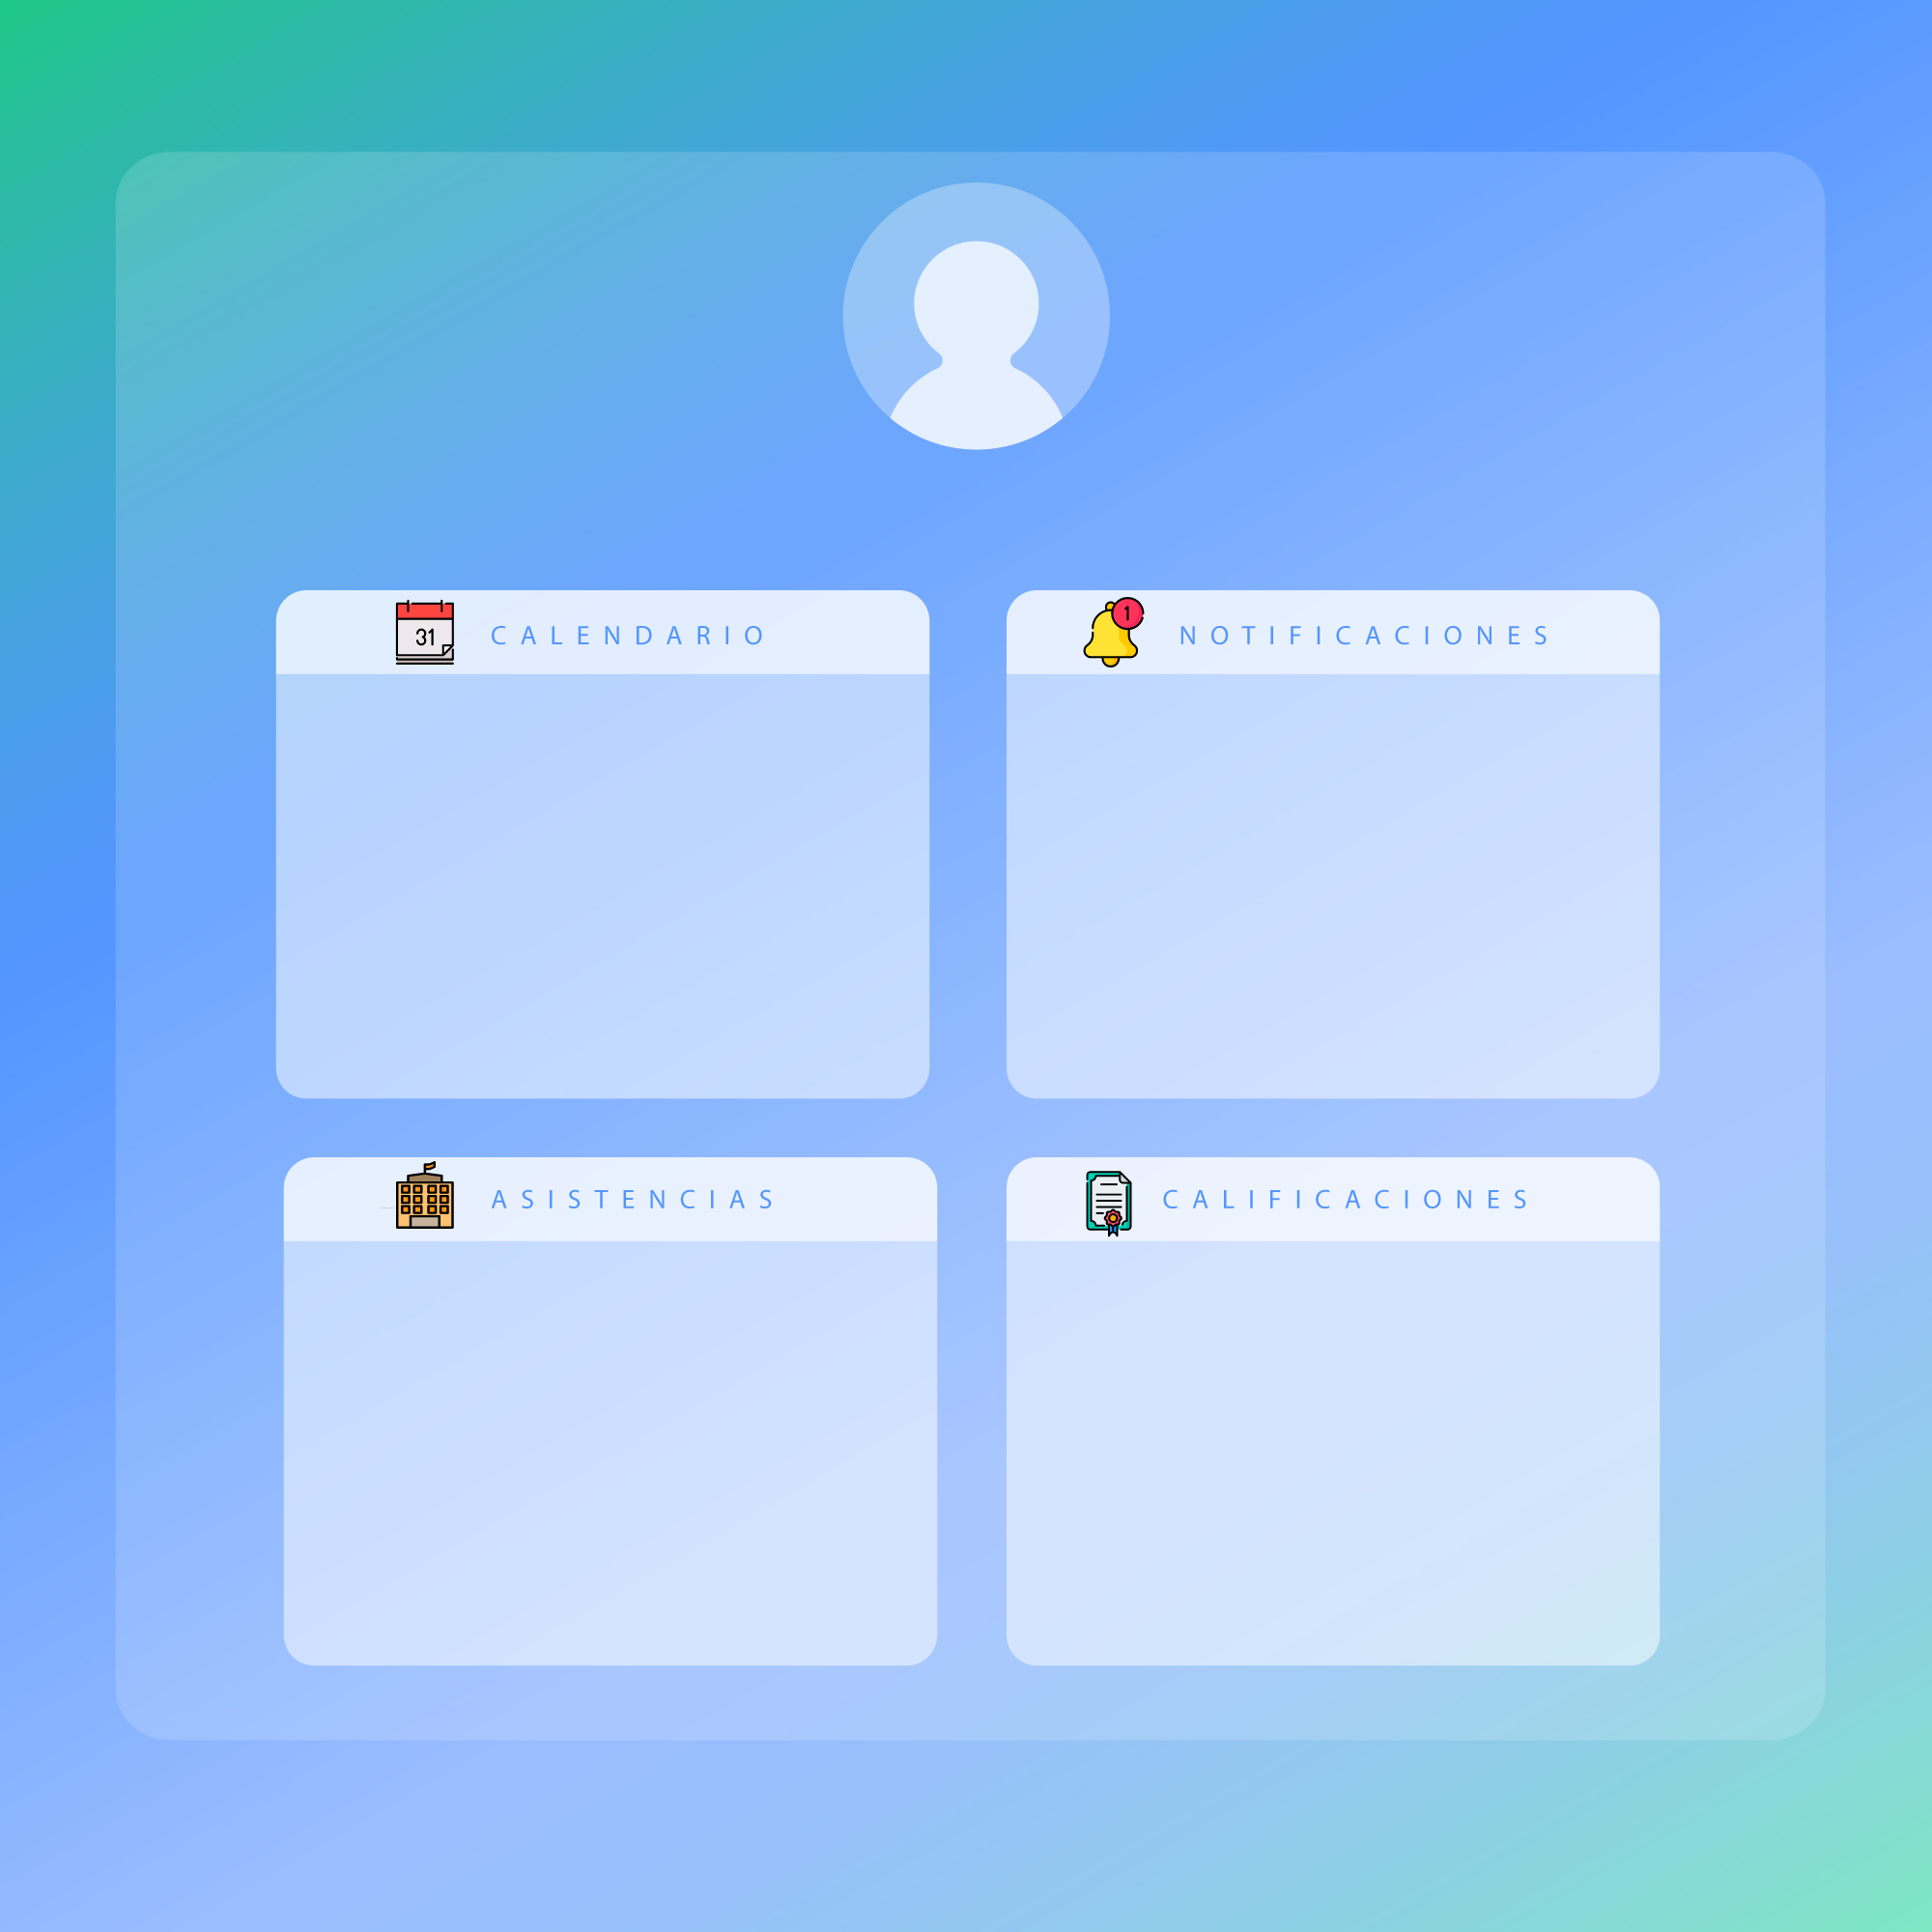 31
CALENDARIO
1
NOTIFICACIONES
ASISTENCIAS
CALIFICACIONES